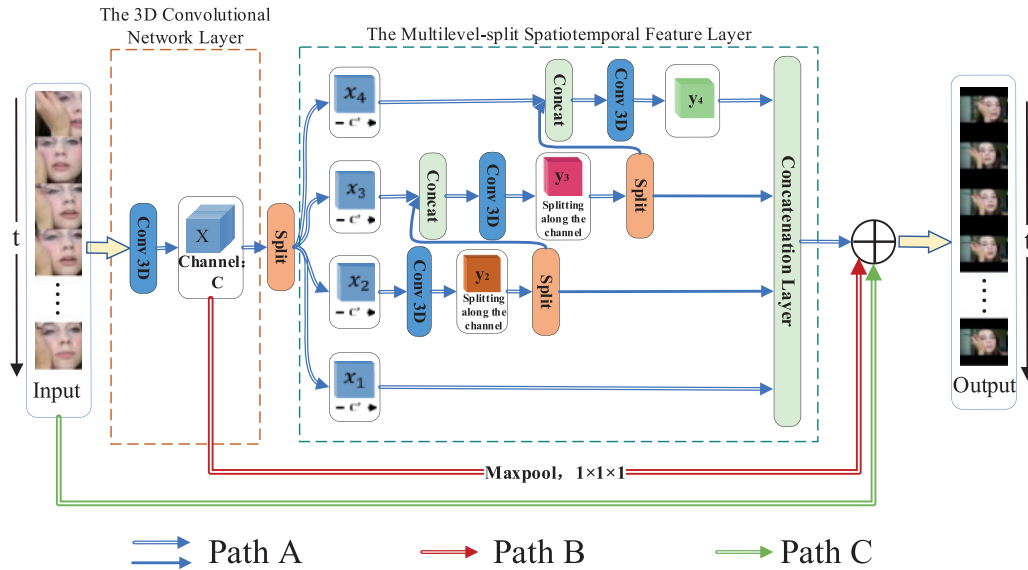 The 3D Convolutional
Network Layer
The Multilevel-split Spatiotemporal Feature Layer
t
Input
Conv 3D
X
Channel:
C
Split
x4
C'
x3
C'
x2
C'
x1
C'
Concat
Conv 3D
y4
Concat
Conv 3D
y3
Splitting
along the
channel
Split
Conv 3D
y2
Splitting
along the
channel
Split
Concatenation Layer
t
Output
Maxpool, 1×1×1
Path A
Path B
Path C